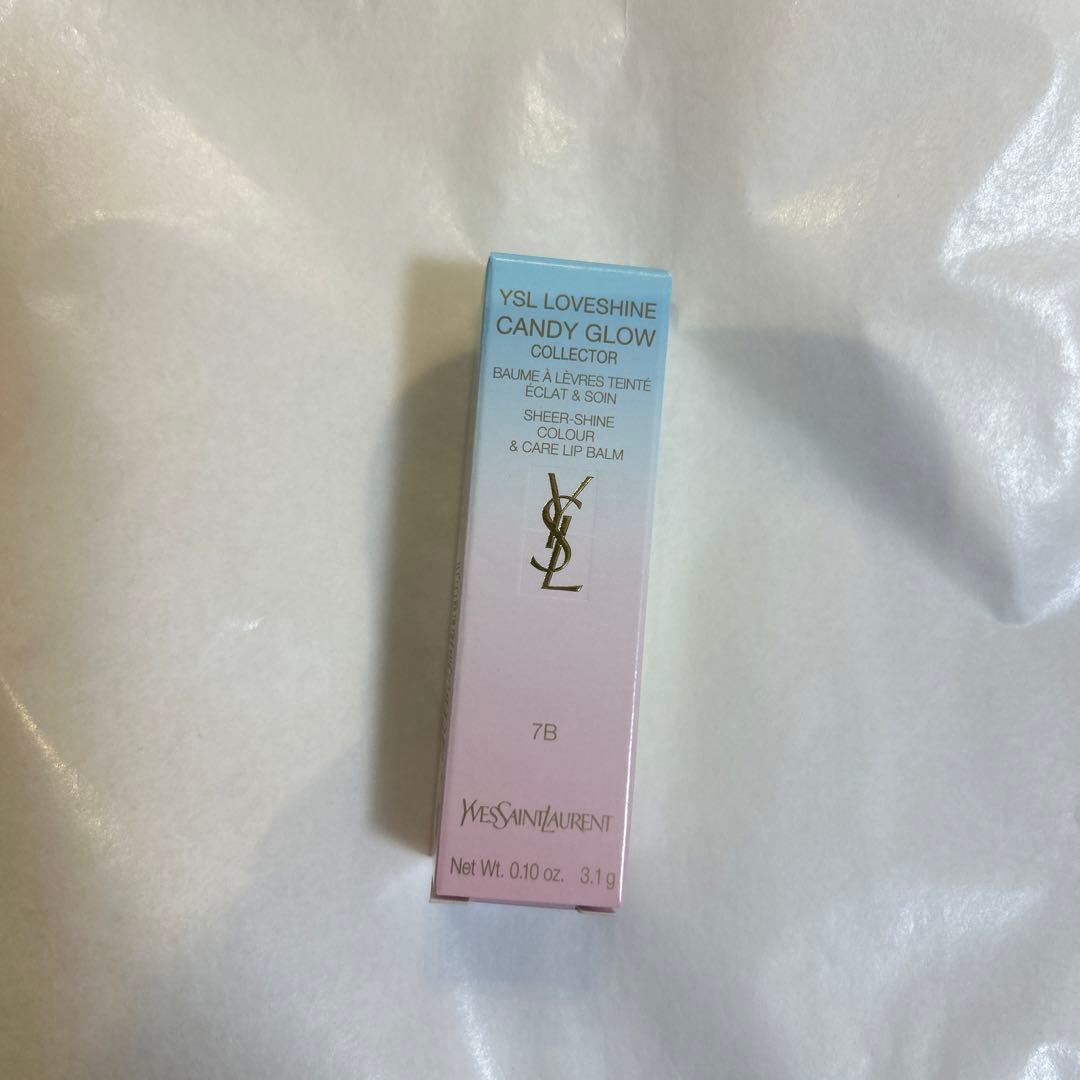 YSL LOVESHINE
CANDY GLOW
COLLECTOR
BAUME À LÈVRES TEINTÉ
ÉCLAT & SOIN
SHEER-SHINE
COLOUR
& CARE LIP BALM
YSL
7B
YVESSAINTLAURENT
Net Wt. 0.10 oz. 3.1 g